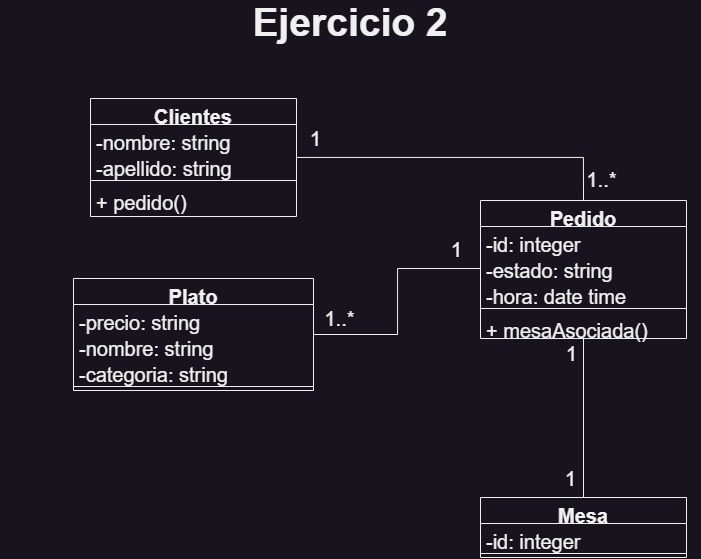 Ejercicio 2
Clientes
-nombre: string
-apellido: string
+ pedido()
1
1..*
Pedido
-id: integer
-estado: string
-hora: date time
+ mesaAsociada()
1
1..*
Plato
-precio: string
-nombre: string
-categoria: string
1
1
Mesa
-id: integer